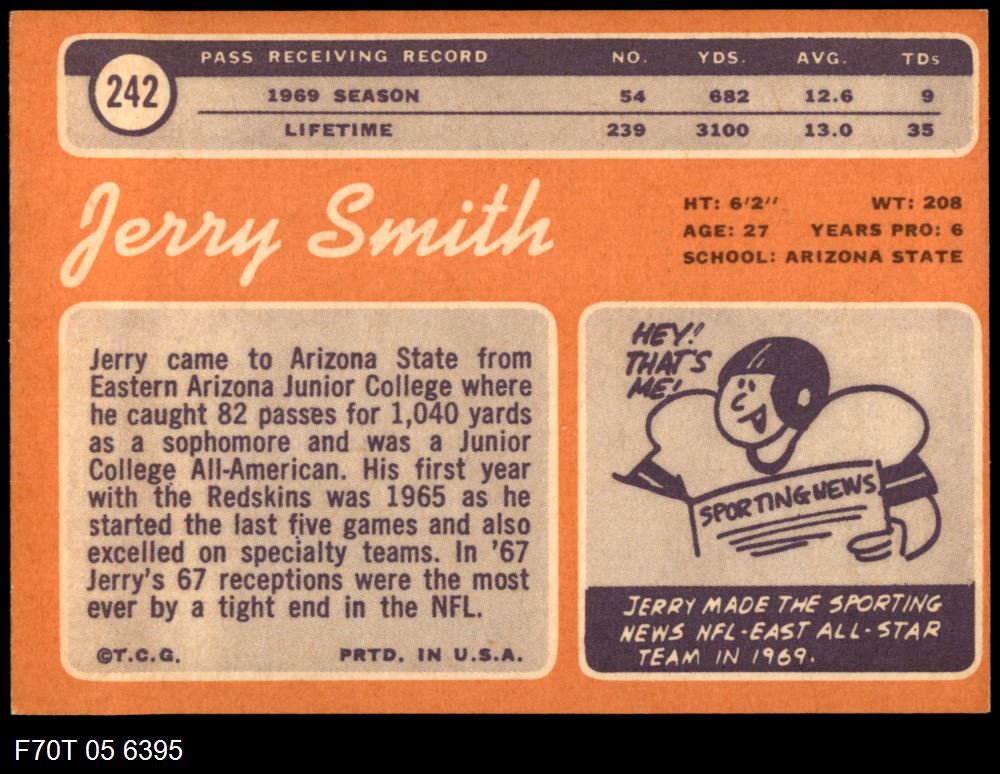 242
PASS RECEIVING RECORD NO. YDS. AVG. TDs
1969 SEASON 54 682 12.6 9
LIFETIME 239 3100 13.0 35
Jerry Smith
HT: 6'2" WT: 208
AGE: 27 YEARS PRO: 6
SCHOOL: ARIZONA STATE
Jerry came to Arizona State from
Eastern Arizona Junior College where
he caught 82 passes for 1,040 yards
as a sophomore and was a Junior
College All-American. His first year
with the Redskins was 1965 as he
started the last five games and also
excelled on specialty teams. In '67
Jerry's 67 receptions were the most
ever by a tight end in the NFL.
©T.C.G. PRTD. IN U.S.A.
HEY!
THAT'S
ME!
SPORTING NEWS
JERRY MADE THE SPORTING
NEWS NFL-EAST ALL-STAR
TEAM IN 1969.
F70T 05 6395